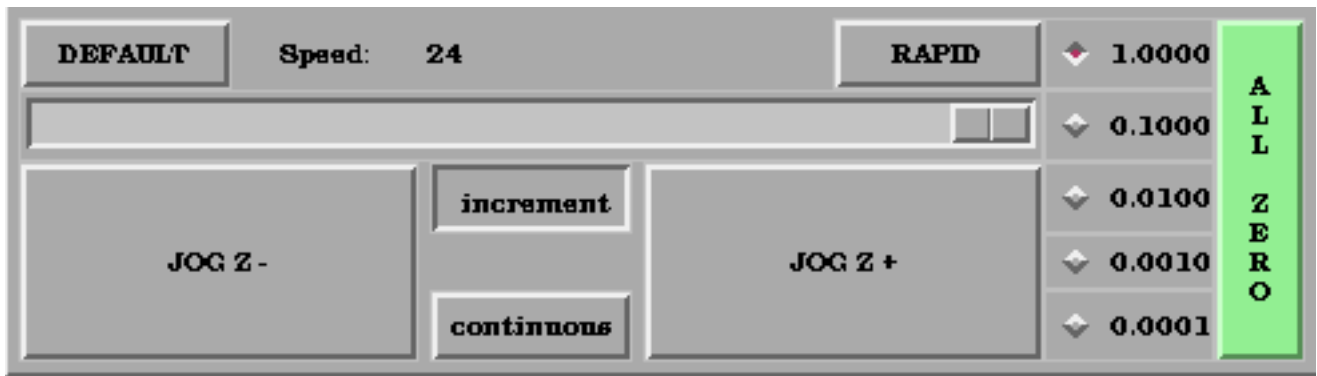 DEFAULT Speed: 24 RAPID
1.0000
0.1000
0.0100
0.0010
0.0001
JOG Z -
increment
continuous
JOG Z +
ALL ZERO